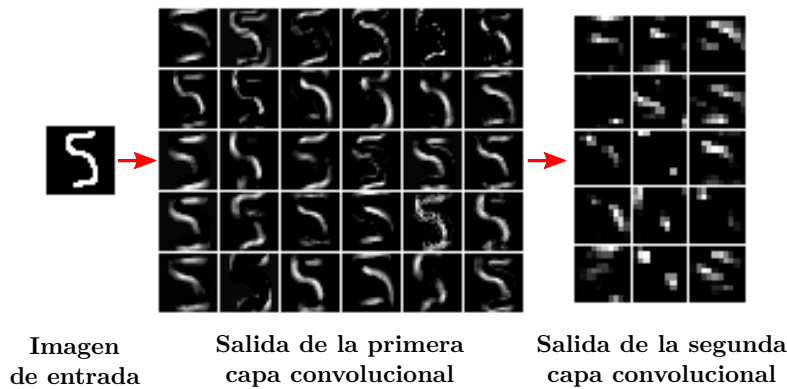 Imagen
de entrada
Salida de la primera
capa convolucional
Salida de la segunda
capa convolucional